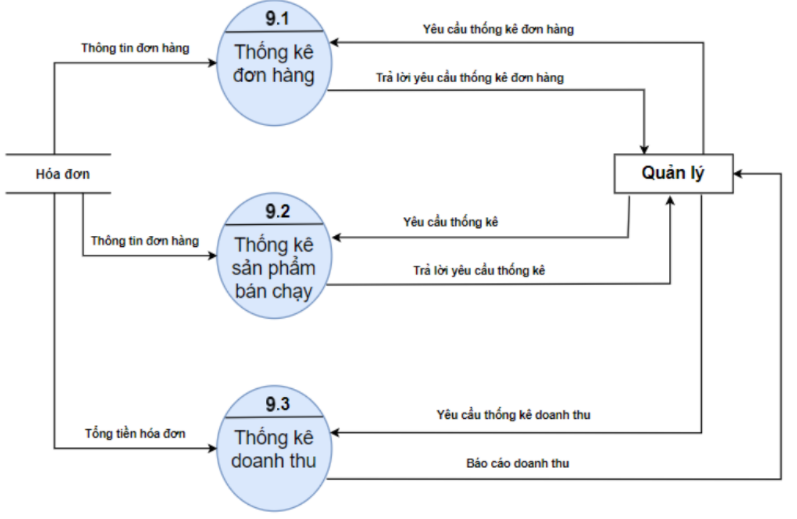 9.1
Thống kê
đơn hàng
Yêu cầu thống kê đơn hàng
Thông tin đơn hàng
Trả lời yêu cầu thống kê đơn hàng
Hóa đơn
Quản lý
9.2
Thống kê
sản phẩm
bán chạy
Yêu cầu thống kê
Thông tin đơn hàng
Trả lời yêu cầu thống kê
9.3
Thống kê
doanh thu
Yêu cầu thống kê doanh thu
Tổng tiền hóa đơn
Báo cáo doanh thu